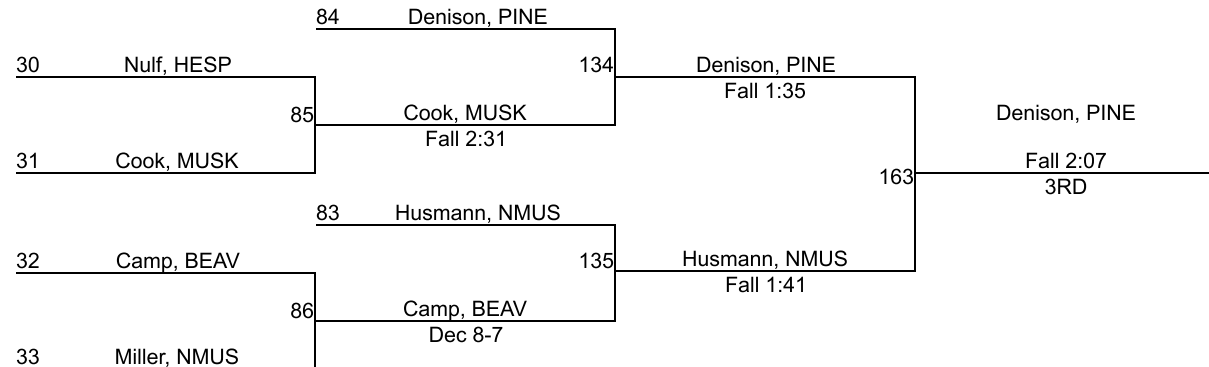 84 Denison, PINE
30 Nulf, HESP
134 Denison, PINE
Fall 1:35
85 Cook, MUSK
Fall 2:31
Denison, PINE
31 Cook, MUSK
Fall 2:07
163
3RD
83 Husmann, NMUS
32 Camp, BEAV
135 Husmann, NMUS
Fall 1:41
86 Camp, BEAV
Dec 8-7
33 Miller, NMUS